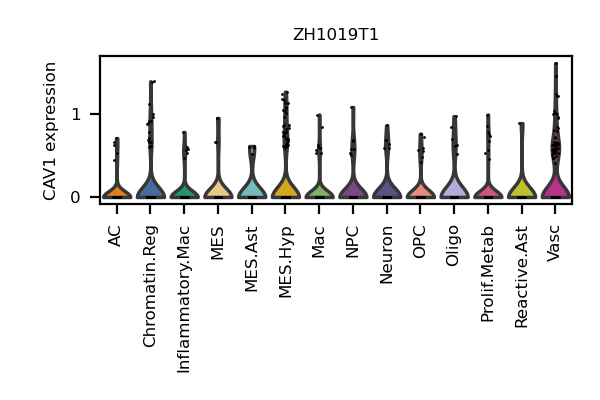 ZH1019T1
CAV1 expression
1
0
AC
Chromatin.Reg
Inflammatory.Mac
MES
MES.Ast
MES.Hyp
Mac
NPC
Neuron
OPC
Oligo
Prolif.Metab
Reactive.Ast
Vasc